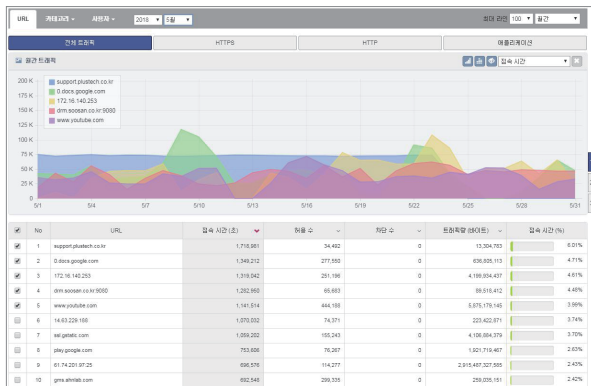 URL 카테고리 사용자 2018 5월 최대 라인 100 월간
전체 트래픽 HTTPS HTTP 애플리케이션
월간 트래픽 접속 시간
200 K
175 K
150 K
125 K
100 K
75 K
50 K
25 K
0
support.plustech.co.kr
0.docs.google.com
172.16.140.253
drm.soosan.co.kr:9080
www.youtube.com
5/1 5/4 5/7 5/10 5/13 5/16 5/19 5/22 5/25 5/28 5/31
No URL 접속 시간 (초) 허용 수 차단 수 트래픽량 (바이트) 접속 시간 (%)
1 support.plustech.co.kr 1,718,961 34,492 0 13,304,783 6.01%
2 0.docs.google.com 1,349,212 277,550 0 636,605,113 4.71%
3 172.16.140.253 1,319,042 251,196 0 4,199,934,437 4.61%
4 drm.soosan.co.kr:9080 1,282,950 65,683 0 89,518,412 4.48%
5 www.youtube.com 1,141,514 444,188 0 5,875,179,145 3.99%
6 14.63.229.168 1,070,032 74,371 0 223,422,871 3.74%
7 ssl.gstatic.com 1,059,202 155,243 0 4,106,884,379 3.70%
8 play.google.com 753,606 76,267 0 1,921,719,467 2.63%
9 61.74.201.97:25 696,576 114,277 0 2,915,467,327,565 2.43%
10 gms.ahnlab.com 692,546 299,335 0 259,035,151 2.42%